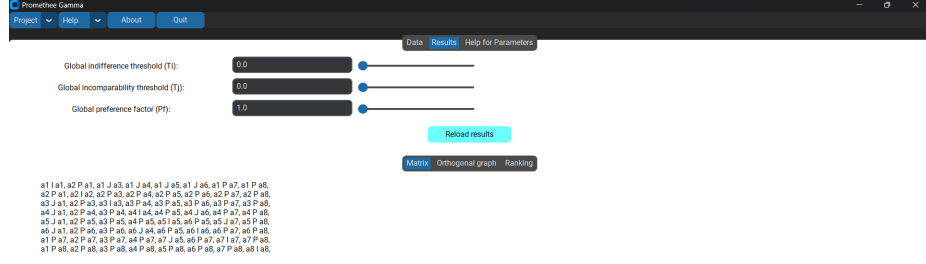 Promethee Gamma
Project Help About Quit
Data Results Help for Parameters
Global indifference threshold (Ti): 0.0
Global incomparability threshold (Tj): 0.0
Global preference factor (Pf): 1.0
Reload results
Matrix Orthogonal graph Ranking
a1 I a1, a2 P a1, a1 J a3, a1 J a4, a1 J a5, a1 J a6, a1 P a7, a1 P a8,
a2 P a1, a2 I a2, a2 P a3, a2 P a4, a2 P a5, a2 P a6, a2 P a7, a2 P a8,
a3 J a1, a2 P a3, a3 I a3, a3 P a4, a3 P a5, a3 P a6, a3 P a7, a3 P a8,
a4 J a1, a2 P a4, a3 P a4, a4 I a4, a4 P a5, a4 J a6, a4 P a7, a4 P a8,
a5 J a1, a2 P a5, a3 P a5, a4 P a5, a5 I a5, a6 P a5, a5 J a7, a5 P a8,
a6 J a1, a2 P a6, a3 P a6, a6 J a4, a6 P a5, a6 I a6, a6 P a7, a6 P a8,
a1 P a7, a2 P a7, a3 P a7, a4 P a7, a7 J a5, a6 P a7, a7 I a7, a7 P a8,
a1 P a8, a2 P a8, a3 P a8, a4 P a8, a5 P a8, a6 P a8, a7 P a8, a8 I a8,